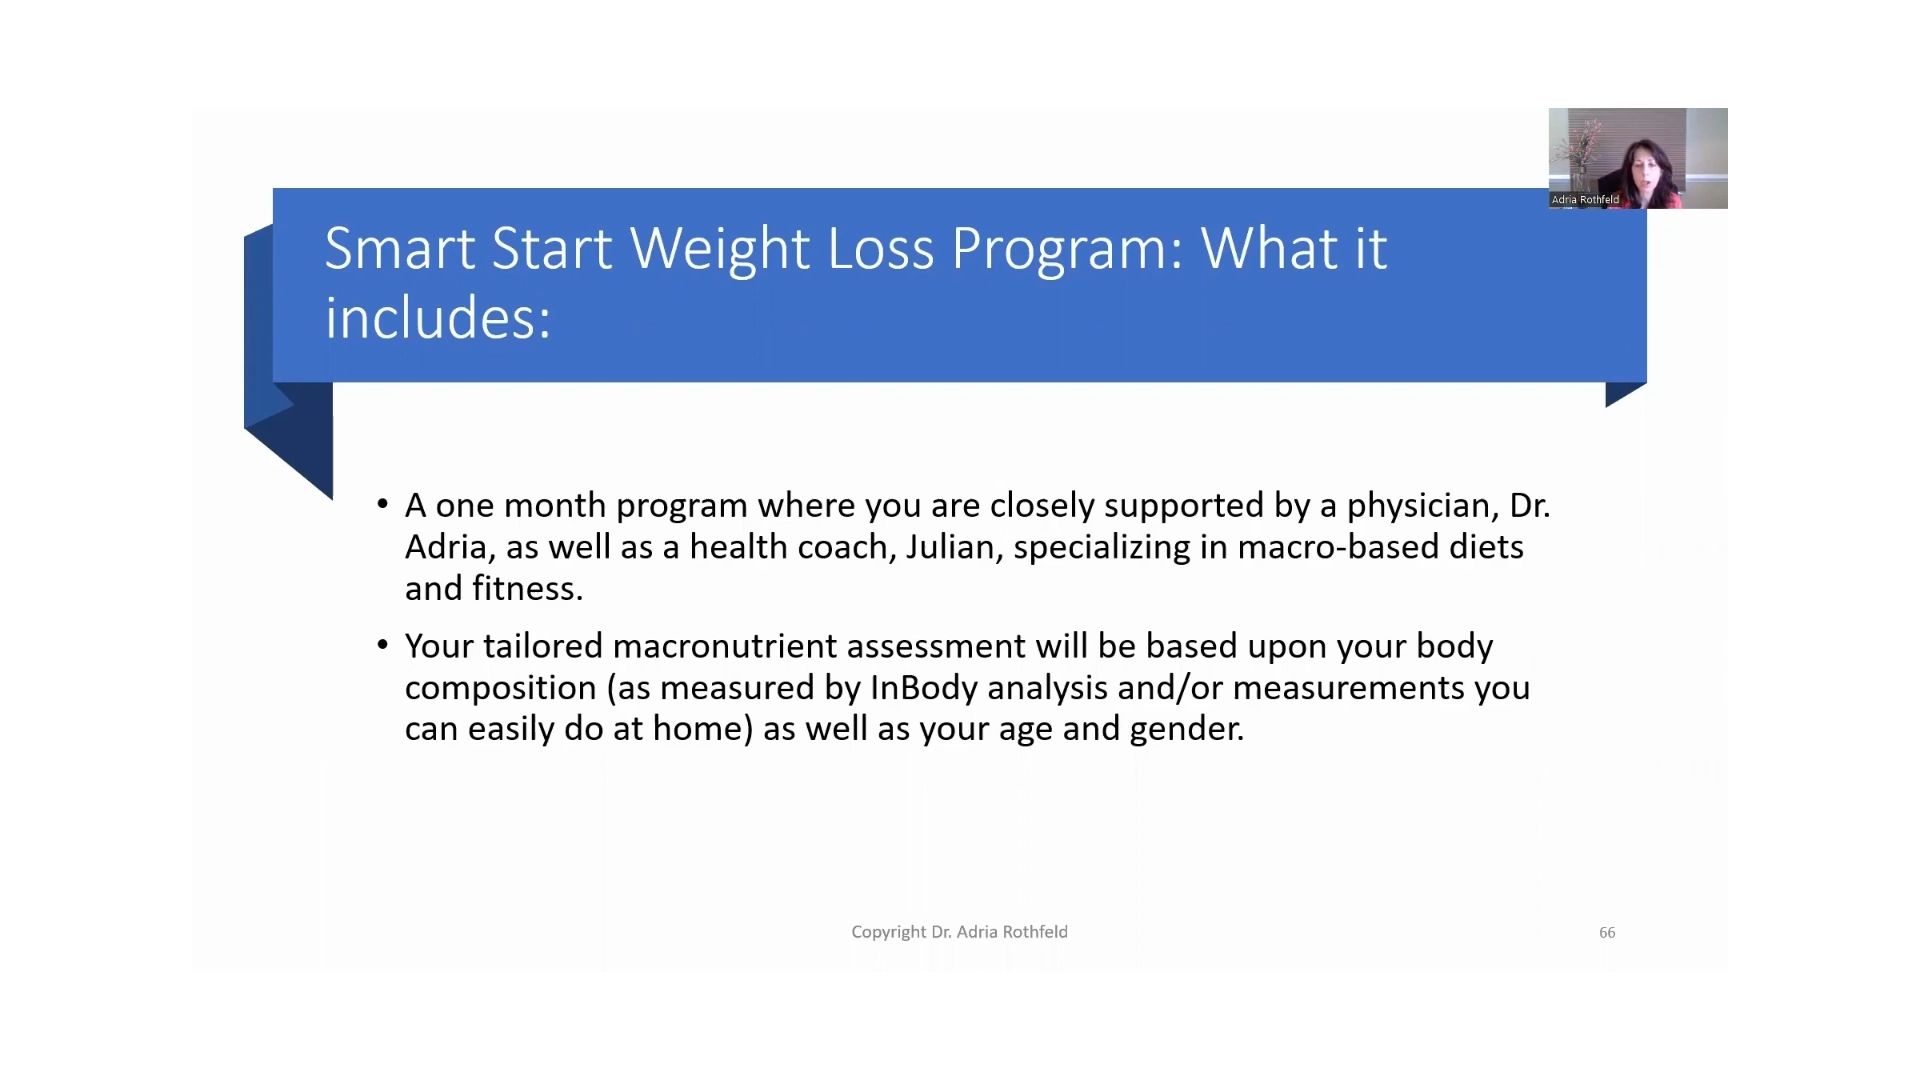 Adria Rothfeld
Smart Start Weight Loss Program: What it
includes:
• A one month program where you are closely supported by a physician, Dr.
Adria, as well as a health coach, Julian, specializing in macro-based diets
and fitness.
• Your tailored macronutrient assessment will be based upon your body
composition (as measured by InBody analysis and/or measurements you
can easily do at home) as well as your age and gender.
Copyright Dr. Adria Rothfeld
66